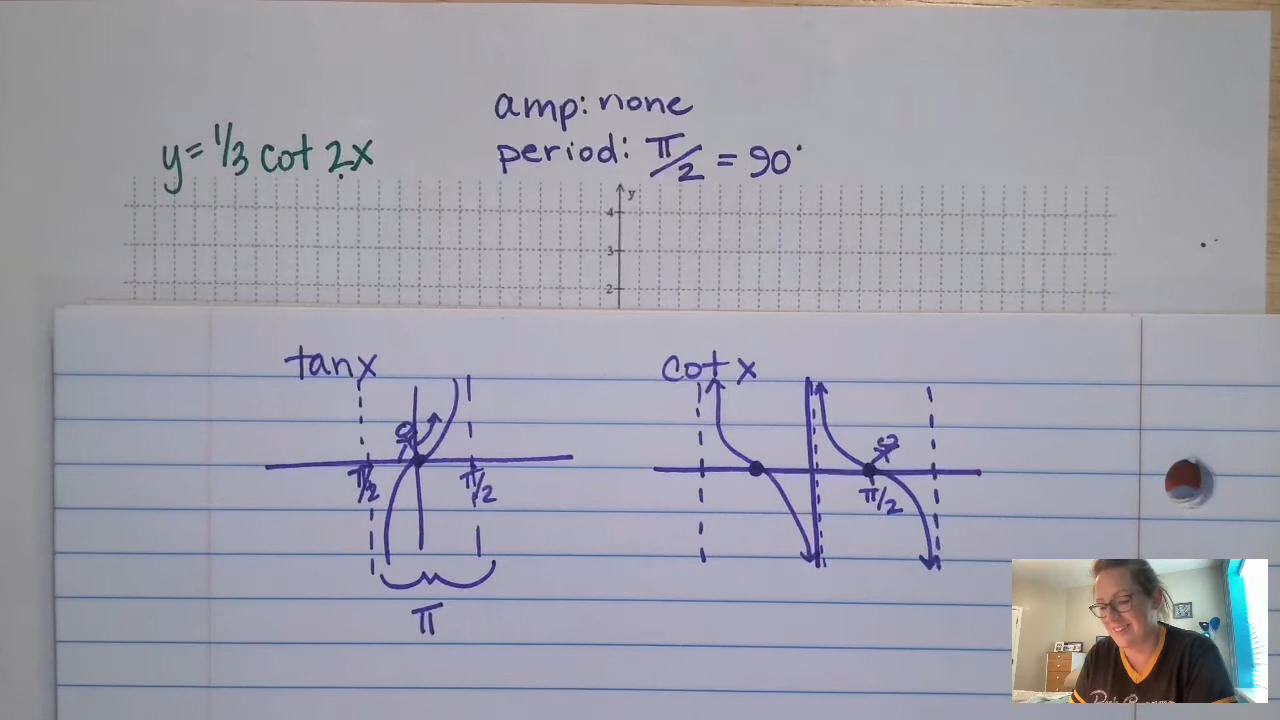 amp: none
y = 1/3 cot 2x
period: π/2 = 90°
y
4
3
2
tan x
cot x
π/2
π/2
π/2
π